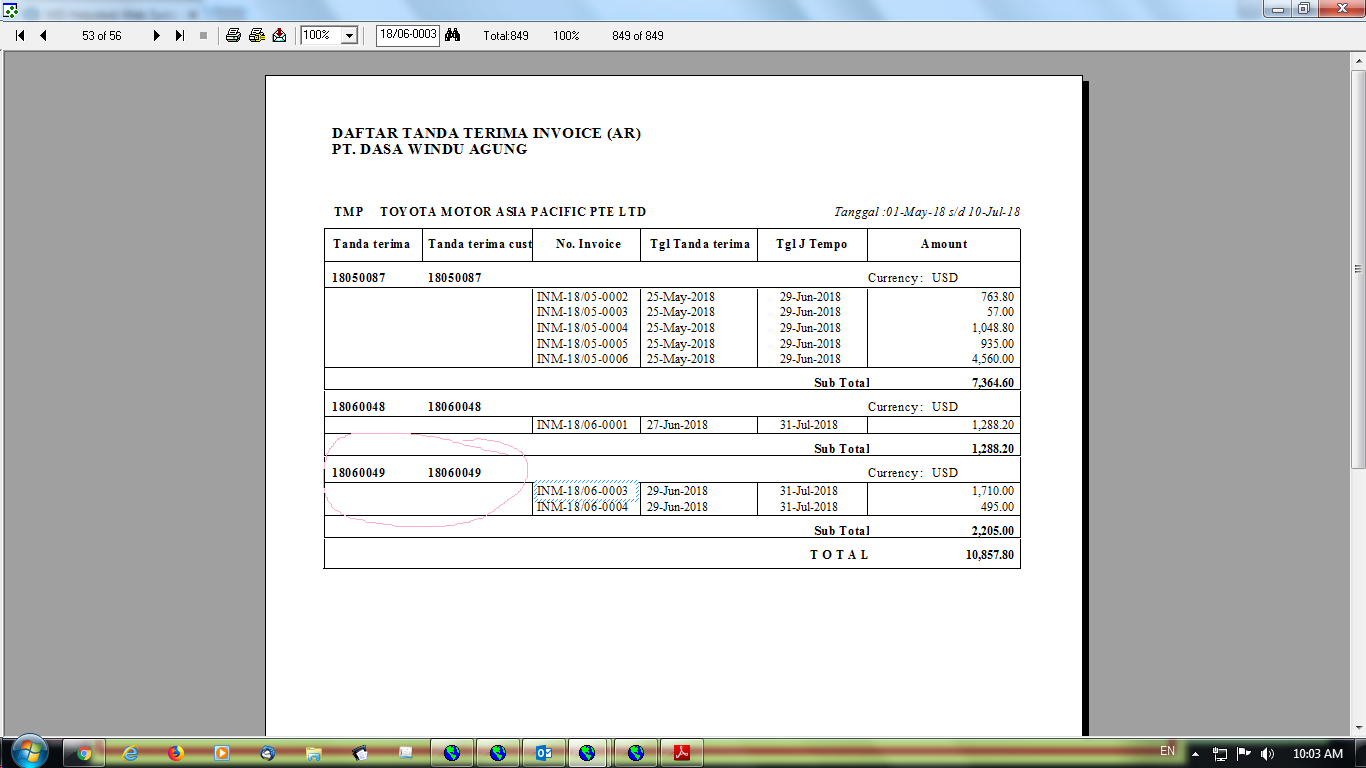 53 of 56 100% 18/06-0003 Total:849 100% 849 of 849
DAFTAR TANDA TERIMA INVOICE (AR)
PT. DASA WINDU AGUNG
TMP TOYOTA MOTOR ASIA PACIFIC PTE LTD Tanggal :01-May-18 s/d 10-Jul-18
Tanda terima Tanda terima cust No. Invoice Tgl Tanda terima Tgl J Tempo Amount
18050087 18050087 Currency : USD
INM-18/05-0002 25-May-2018 29-Jun-2018 763.80
INM-18/05-0003 25-May-2018 29-Jun-2018 57.00
INM-18/05-0004 25-May-2018 29-Jun-2018 1,048.80
INM-18/05-0005 25-May-2018 29-Jun-2018 935.00
INM-18/05-0006 25-May-2018 29-Jun-2018 4,560.00
Sub Total 7,364.60
18060048 18060048 Currency : USD
INM-18/06-0001 27-Jun-2018 31-Jul-2018 1,288.20
Sub Total 1,288.20
18060049 18060049 Currency : USD
INM-18/06-0003 29-Jun-2018 31-Jul-2018 1,710.00
INM-18/06-0004 29-Jun-2018 31-Jul-2018 495.00
Sub Total 2,205.00
T O T A L 10,857.80
EN 10:03 AM